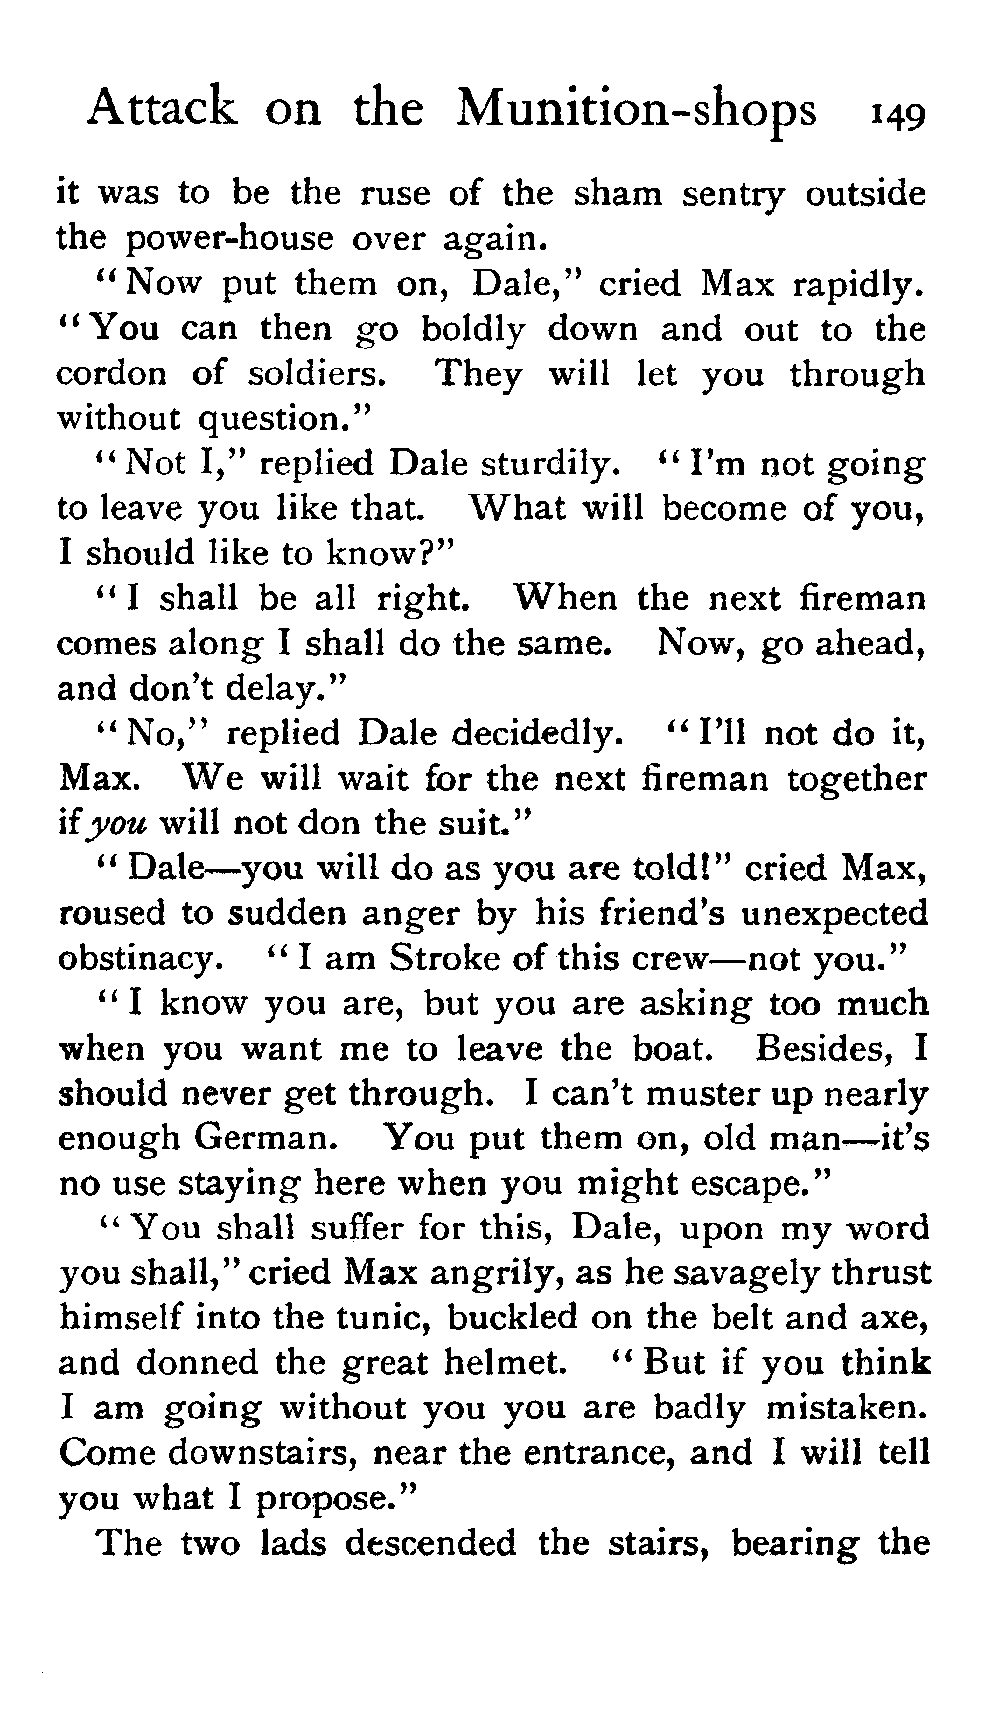 Attack on the Munition-shops 149
it was to be the ruse of the sham sentry outside
the power-house over again.
"Now put them on, Dale," cried Max rapidly.
"You can then go boldly down and out to the
cordon of soldiers. They will let you through
without question."
"Not I," replied Dale sturdily. "I'm not going
to leave you like that. What will become of you,
I should like to know?"
"I shall be all right. When the next fireman
comes along I shall do the same. Now, go ahead,
and don't delay."
"No," replied Dale decidedly. "I'll not do it,
Max. We will wait for the next fireman together
if you will not don the suit."
"Dale—you will do as you are told!" cried Max,
roused to sudden anger by his friend's unexpected
obstinacy. "I am Stroke of this crew—not you."
"I know you are, but you are asking too much
when you want me to leave the boat. Besides, I
should never get through. I can't muster up nearly
enough German. You put them on, old man—it's
no use staying here when you might escape."
"You shall suffer for this, Dale, upon my word
you shall," cried Max angrily, as he savagely thrust
himself into the tunic, buckled on the belt and axe,
and donned the great helmet. "But if you think
I am going without you you are badly mistaken.
Come downstairs, near the entrance, and I will tell
you what I propose."
The two lads descended the stairs, bearing the